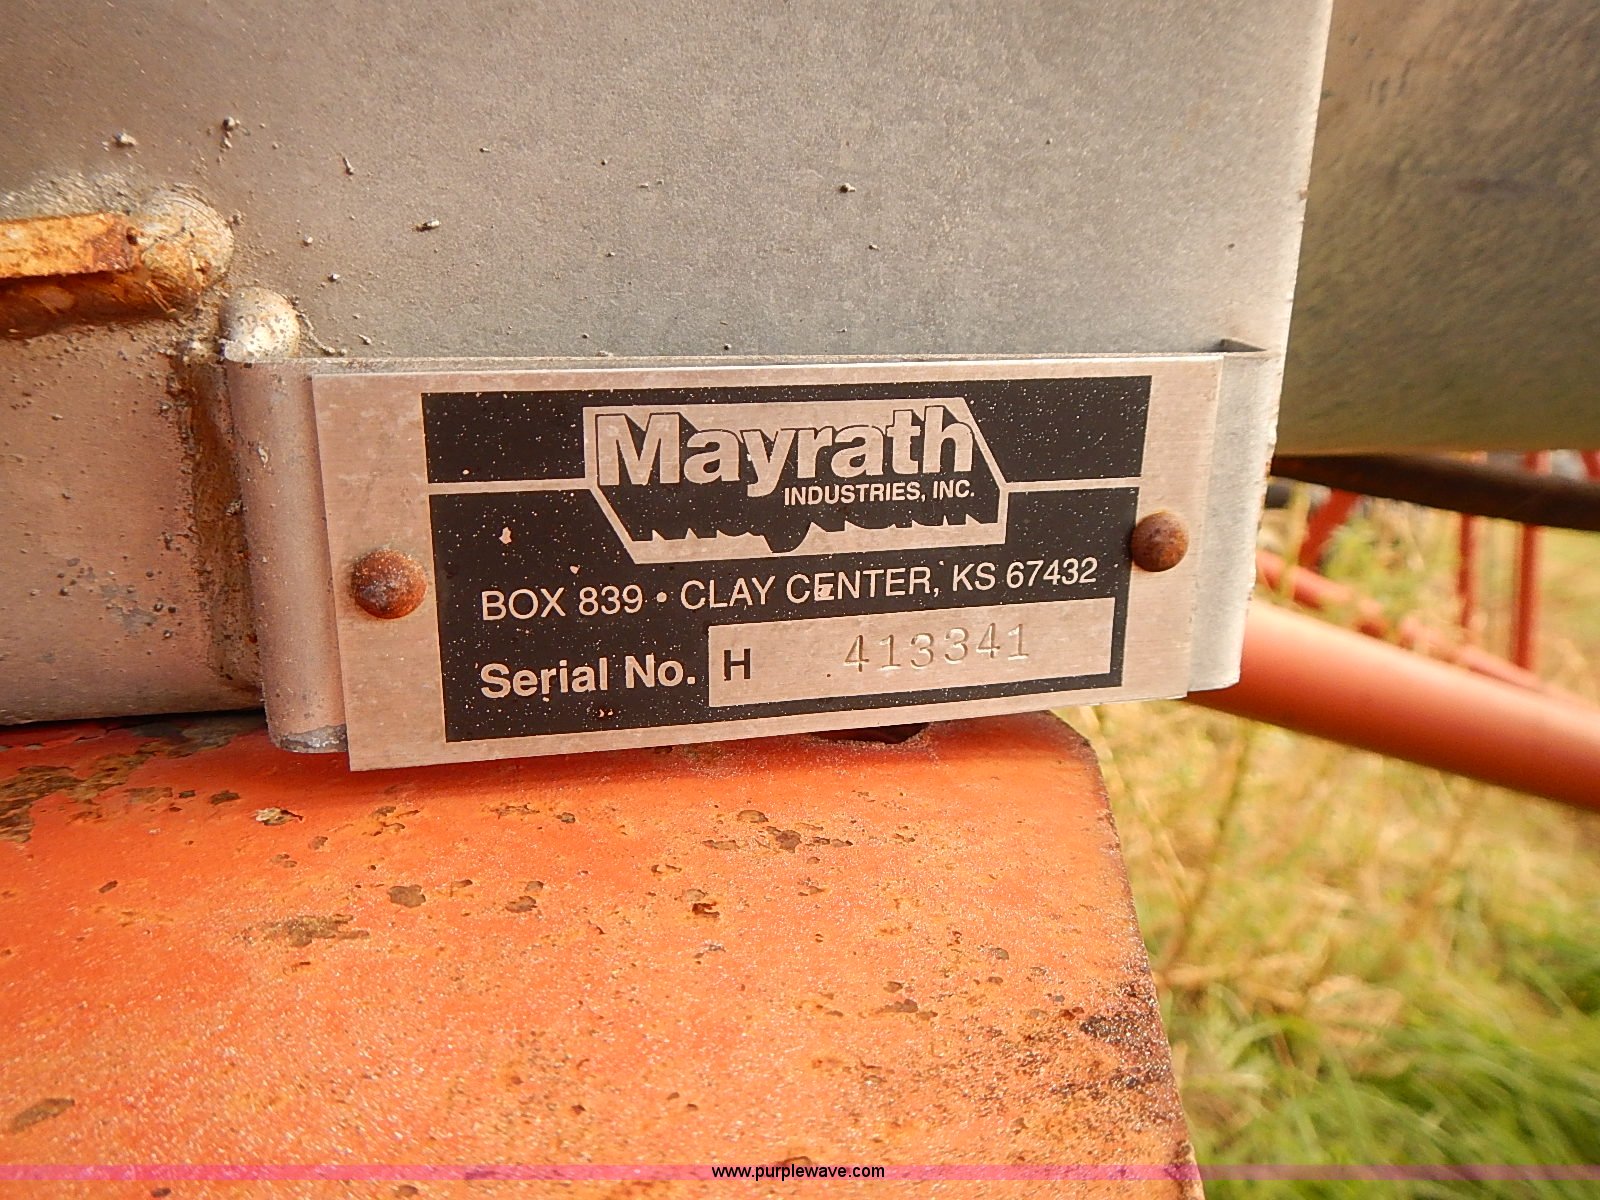 Mayrath
INDUSTRIES, INC.
BOX 839 • CLAY CENTER, KS 67432
Serial No. H 413341
www.purplewave.com